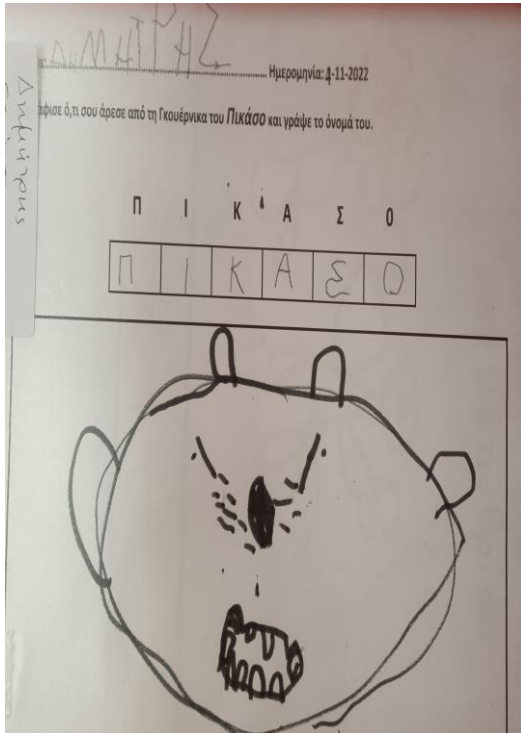 ΔΗΜΗΤΡΗΣ
Ημερομηνία: 4-11-2022
άφισε ό,τι σου άρεσε από τη Γκουέρνικα του Πικάσο και γράψε το όνομά του.
Π Ι Κ Α Σ Ο
Π Ι Κ Α Σ Ο
Δημήτρης